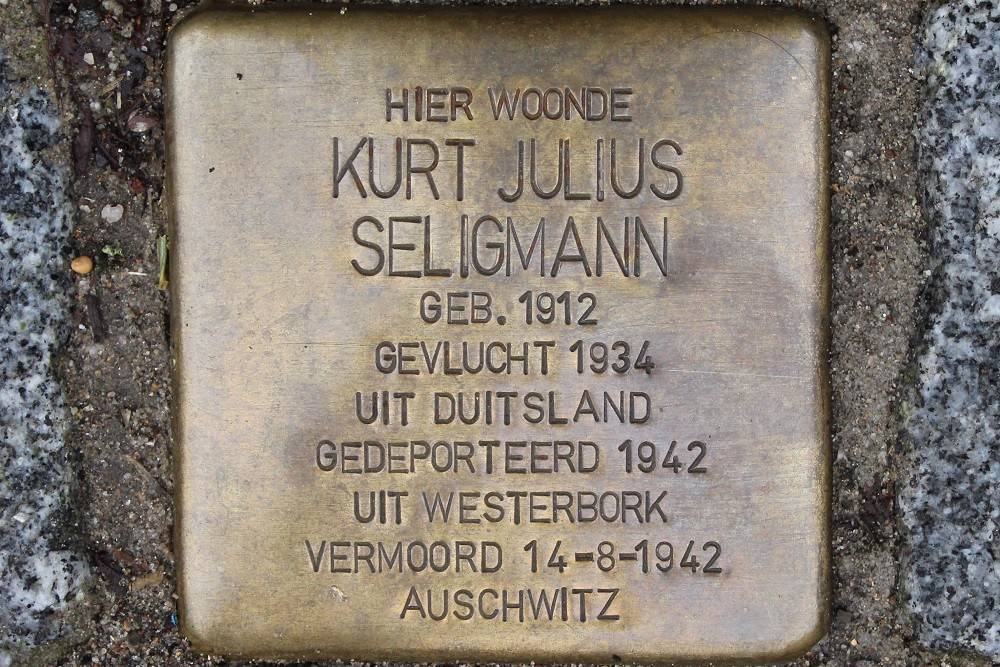 HIER WOONDE
KURT JULIUS
SELIGMANN
GEB. 1912
GEVLUCHT 1934
UIT DUITSLAND
GEDEPORTEERD 1942
UIT WESTERBORK
VERMOORD 14-8-1942
AUSCHWITZ